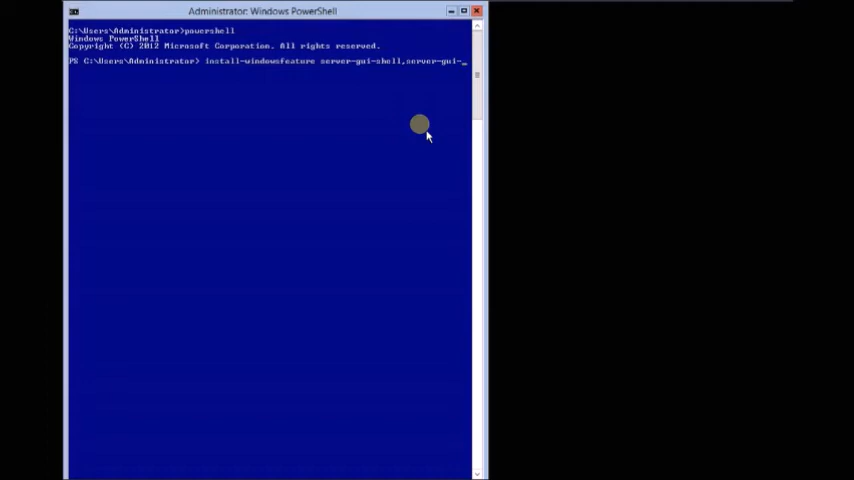 Administrator: Windows PowerShell
C:\Users\Administrator>powershell
Windows PowerShell
Copyright (C) 2012 Microsoft Corporation. All rights reserved.
PS C:\Users\Administrator> install-windowsfeature server-gui-shell,server-gui-_